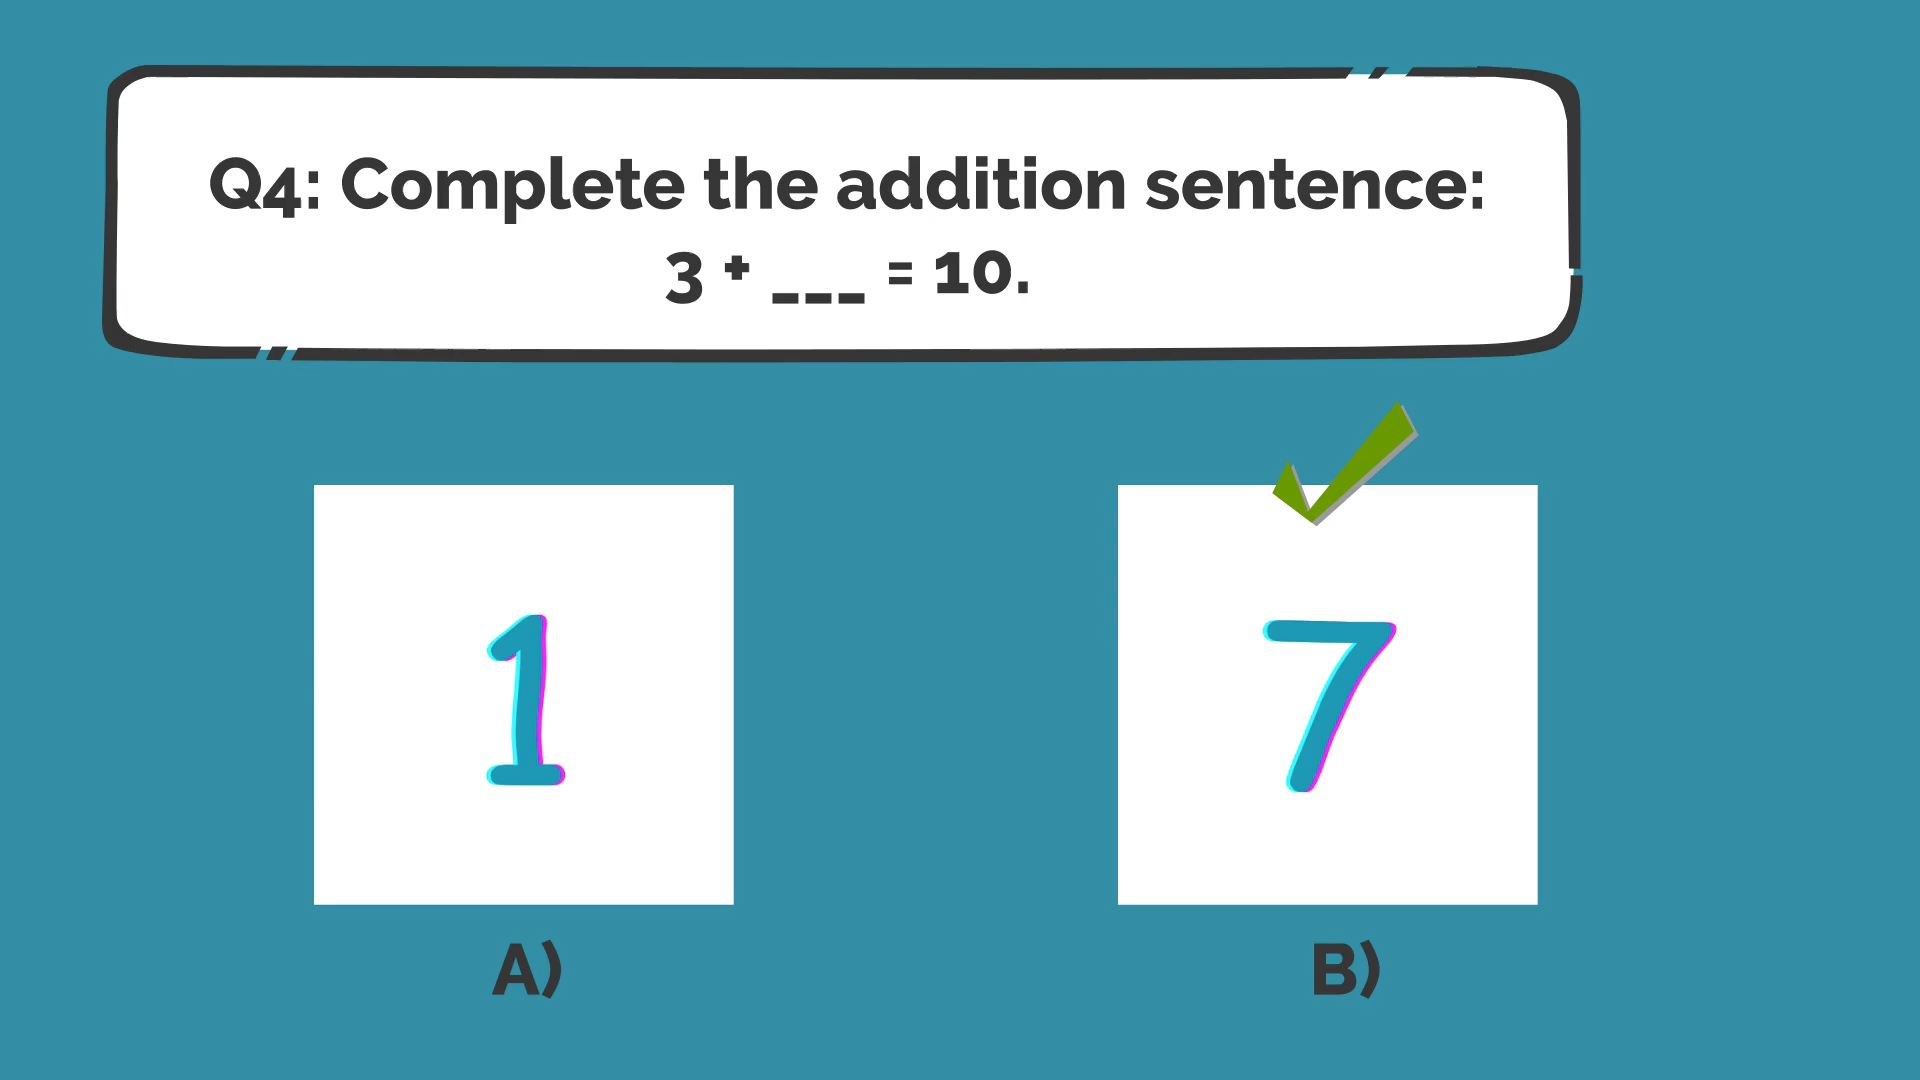 Q4: Complete the addition sentence:
3 + ___ = 10.
1
7
A)
B)